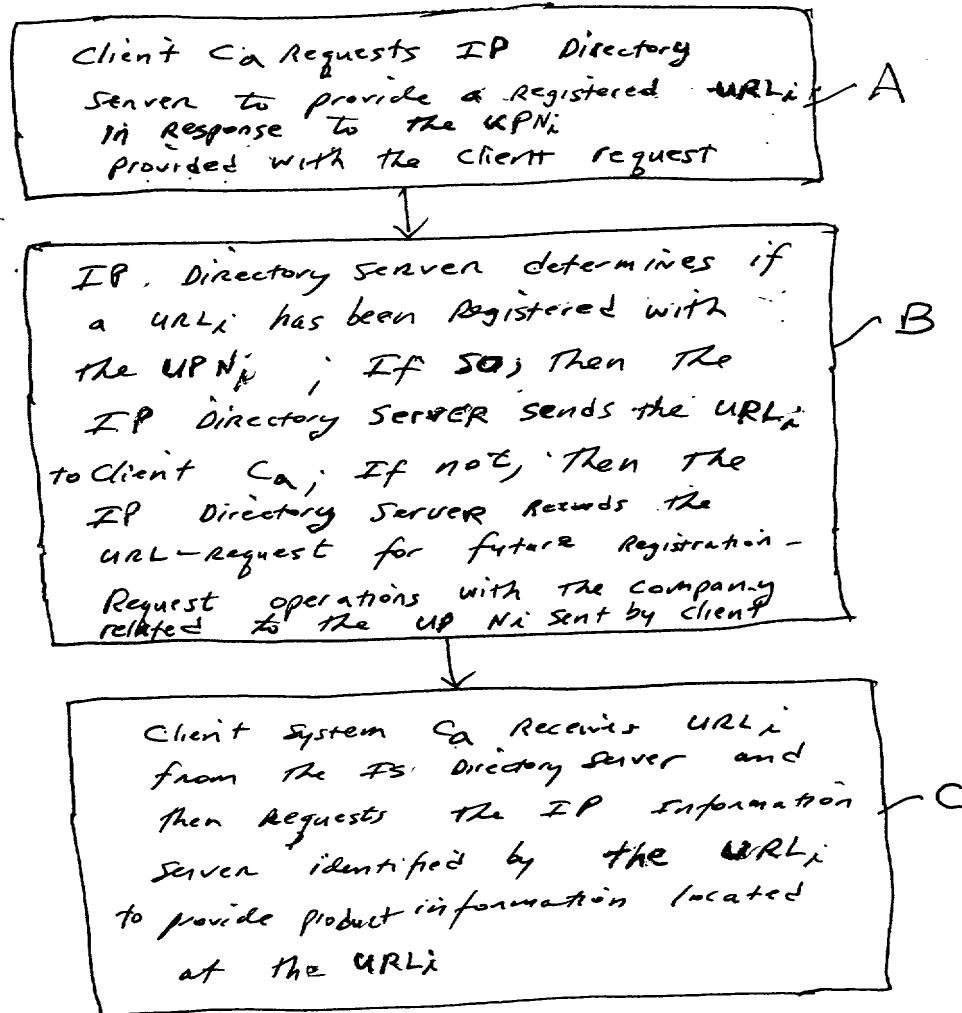 Client Ca Requests IP Directory
Server to provide a Registered URLi
in Response to the UPNi
provided with the client request
A
IP. Directory Server determines if
a URLi has been Registered with
the UPNi ; If so; then the
IP Directory Server sends the URLi
to Client Ca; If not, then the
IP Directory Server Records the
URL-Request for future Registration-
Request operations with the company
related to the UPNi sent by client
B
Client System Ca Receives URLi
from the IS. Directory Server and
then Requests the IP Information
Server identified by the URLi
to provide product information located
at the URLi
C